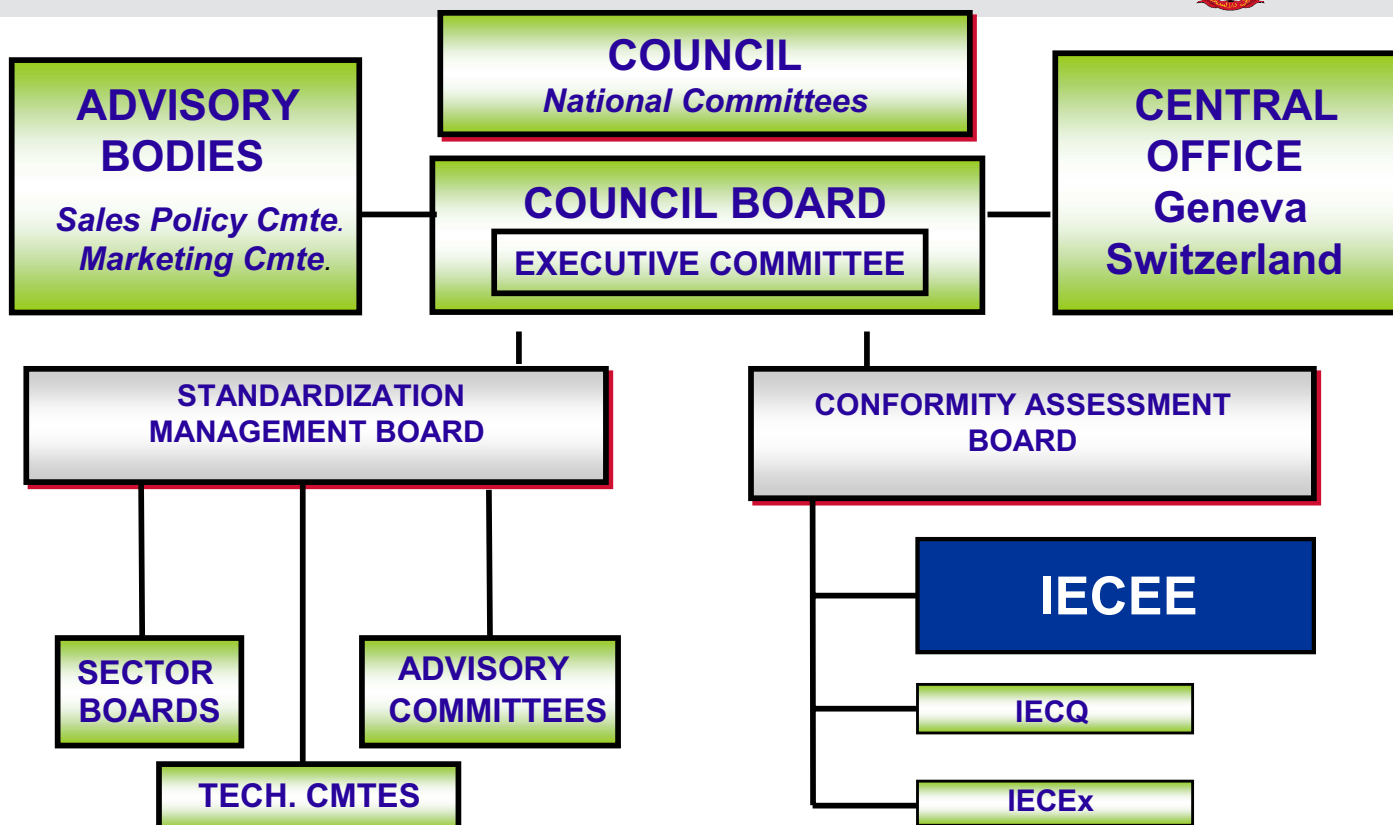 COUNCIL
National Committees
ADVISORY
BODIES
Sales Policy Cmte.
Marketing Cmte.
COUNCIL BOARD
EXECUTIVE COMMITTEE
CENTRAL
OFFICE
Geneva
Switzerland
STANDARDIZATION
MANAGEMENT BOARD
CONFORMITY ASSESSMENT
BOARD
SECTOR
BOARDS
ADVISORY
COMMITTEES
TECH. CMTES
IECEE
IECQ
IECEx